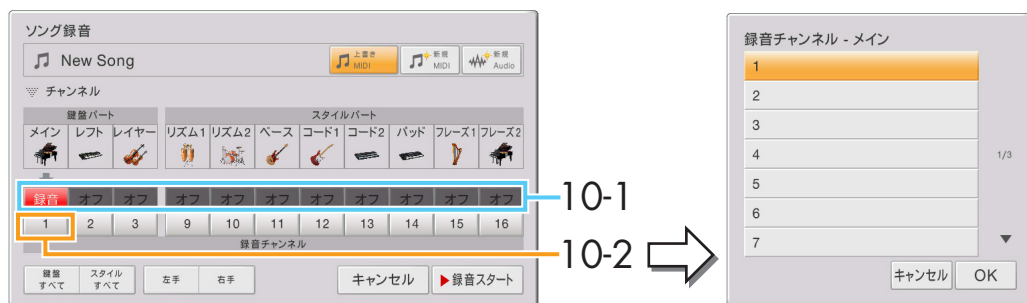 ソング録音
New Song
上書き MIDI
新規 MIDI
新規 Audio
チャンネル
鍵盤パート
スタイルパート
メイン レフト レイヤー リズム1 リズム2 ベース コード1 コード2 パッド フレーズ1 フレーズ2
録音 オフ オフ オフ オフ オフ オフ オフ オフ オフ オフ
1 2 3 9 10 11 12 13 14 15 16
録音チャンネル
鍵盤すべて スタイルすべて 左手 右手 キャンセル 録音スタート
10-1
10-2
録音チャンネル - メイン
1
2
3
4
5
6
7
1/3
キャンセル OK